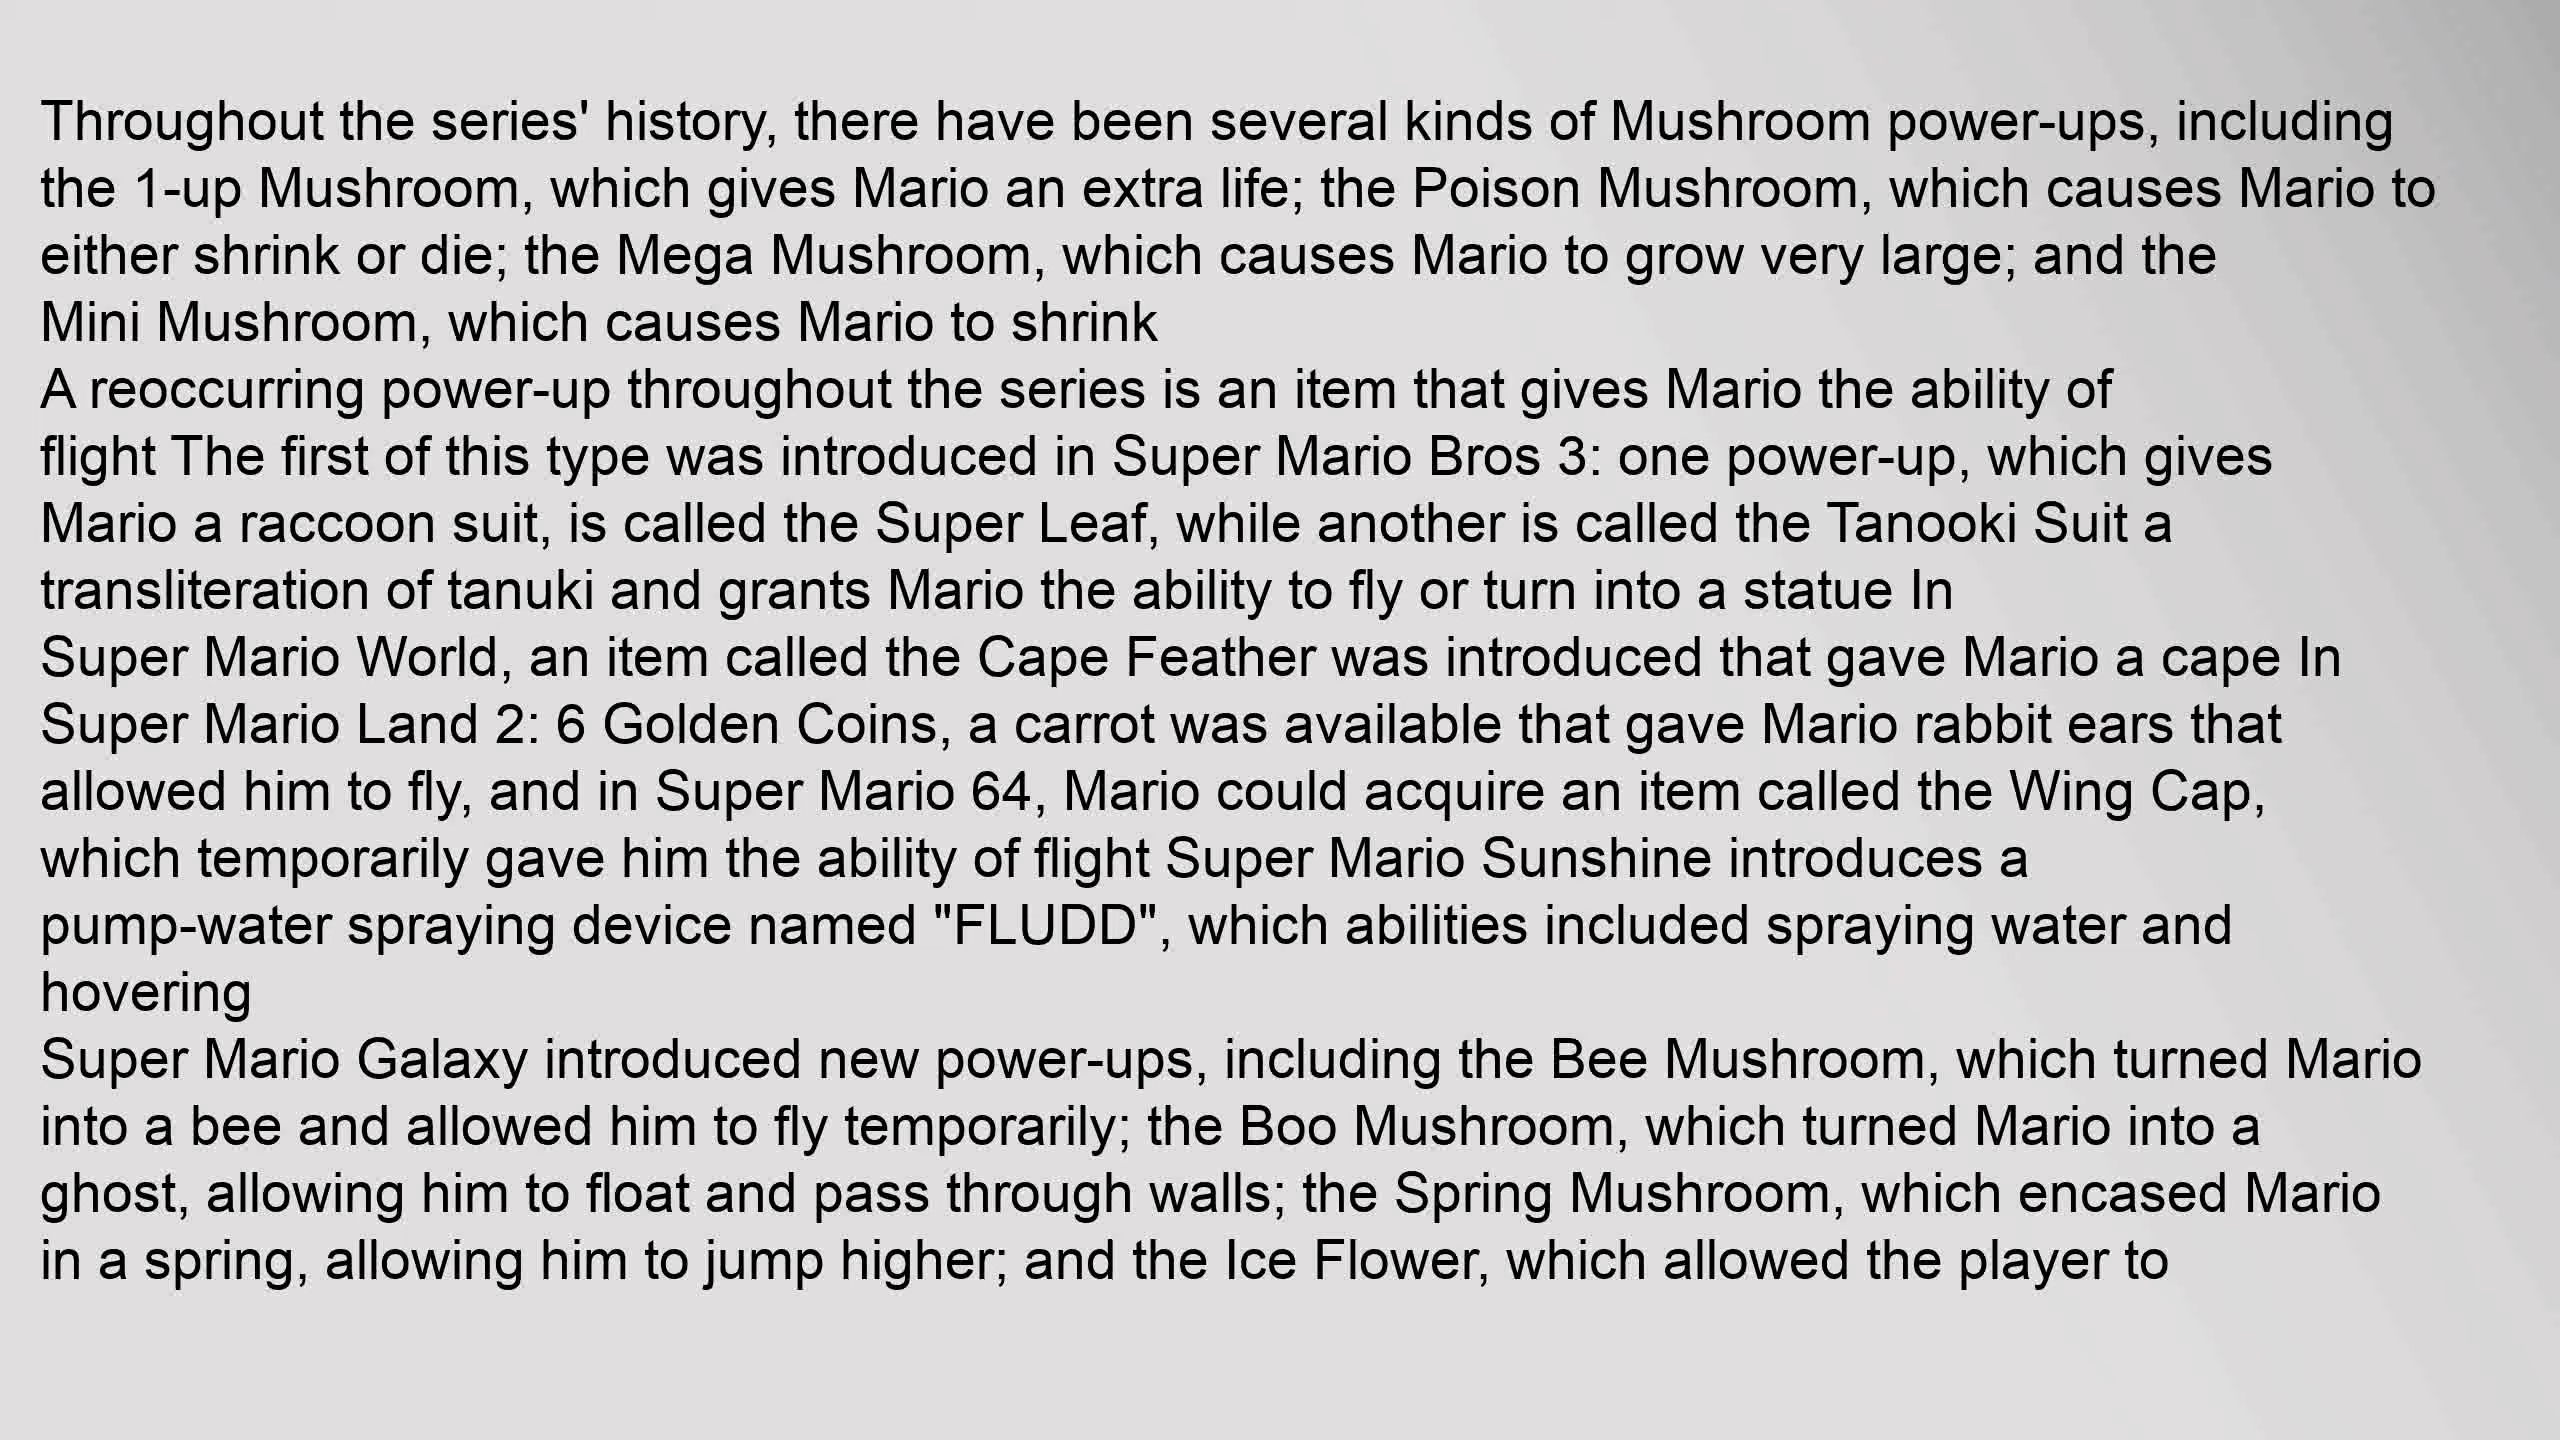 Throughout the series' history, there have been several kinds of Mushroom power-ups, including
the 1-up Mushroom, which gives Mario an extra life; the Poison Mushroom, which causes Mario to
either shrink or die; the Mega Mushroom, which causes Mario to grow very large; and the
Mini Mushroom, which causes Mario to shrink
A reoccurring power-up throughout the series is an item that gives Mario the ability of
flight The first of this type was introduced in Super Mario Bros 3: one power-up, which gives
Mario a raccoon suit, is called the Super Leaf, while another is called the Tanooki Suit a
transliteration of tanuki and grants Mario the ability to fly or turn into a statue In
Super Mario World, an item called the Cape Feather was introduced that gave Mario a cape In
Super Mario Land 2: 6 Golden Coins, a carrot was available that gave Mario rabbit ears that
allowed him to fly, and in Super Mario 64, Mario could acquire an item called the Wing Cap,
which temporarily gave him the ability of flight Super Mario Sunshine introduces a
pump-water spraying device named "FLUDD", which abilities included spraying water and
hovering
Super Mario Galaxy introduced new power-ups, including the Bee Mushroom, which turned Mario
into a bee and allowed him to fly temporarily; the Boo Mushroom, which turned Mario into a
ghost, allowing him to float and pass through walls; the Spring Mushroom, which encased Mario
in a spring, allowing him to jump higher; and the Ice Flower, which allowed the player to